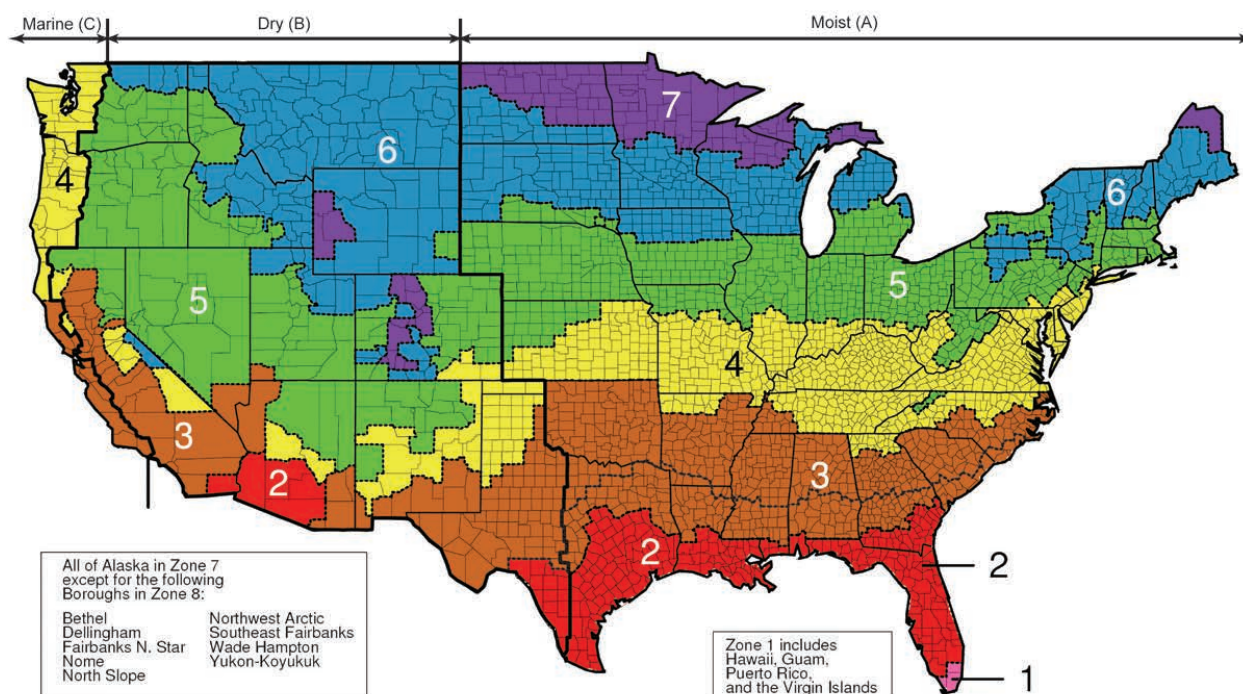 Marine (C)
Dry (B)
Moist (A)
7
6
4
6
5
5
4
3
3
2
2
2
1
All of Alaska in Zone 7
except for the following
Boroughs in Zone 8:
Bethel
Dellingham
Fairbanks N. Star
Nome
North Slope
Northwest Arctic
Southeast Fairbanks
Wade Hampton
Yukon-Koyukuk
Zone 1 includes
Hawaii, Guam,
Puerto Rico,
and the Virgin Islands